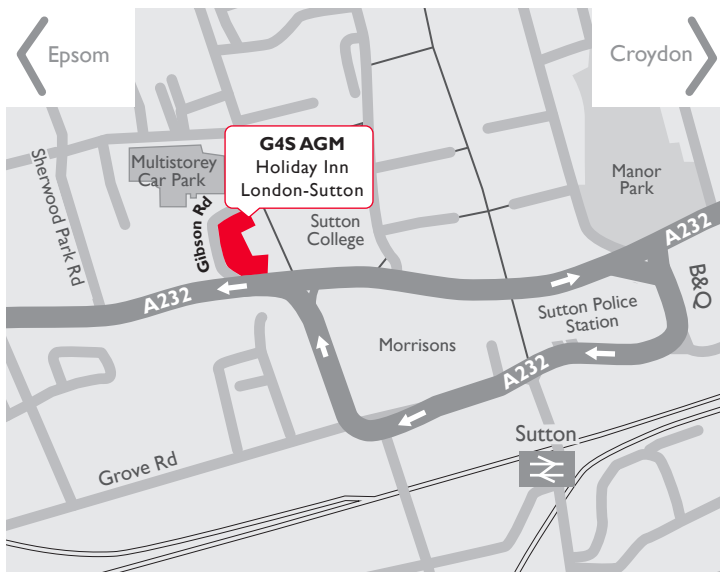 Epsom
Croydon
G4S AGM
Holiday Inn
London-Sutton
Multistorey
Car Park
Sherwood Park Rd
Gibson Rd
Sutton
College
Manor
Park
A232
A232
B&Q
Sutton Police
Station
Morrisons
A232
Sutton
Grove Rd